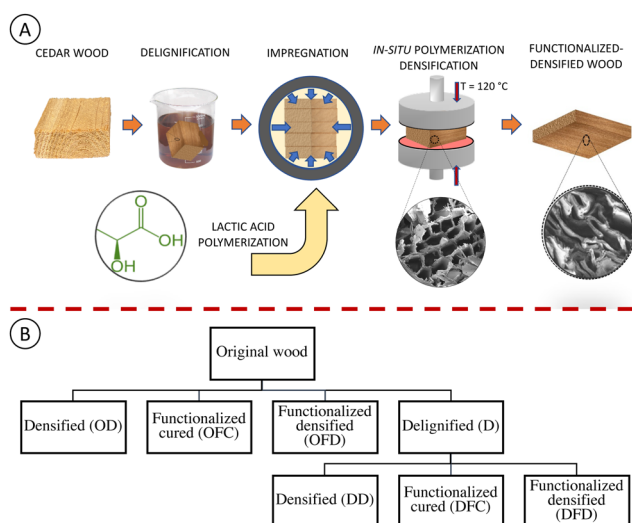 A
CEDAR WOOD
DELIGNIFICATION
IMPREGNATION
IN-SITU POLYMERIZATION
DENSIFICATION
FUNCTIONALIZED-
DENSIFIED WOOD
T = 120 °C
O
OH
OH
LACTIC ACID
POLYMERIZATION
B
Original wood
Densified (OD)
Functionalized
cured (OFC)
Functionalized
densified
(OFD)
Delignified (D)
Densified (DD)
Functionalized
cured (DFC)
Functionalized
densified
(DFD)